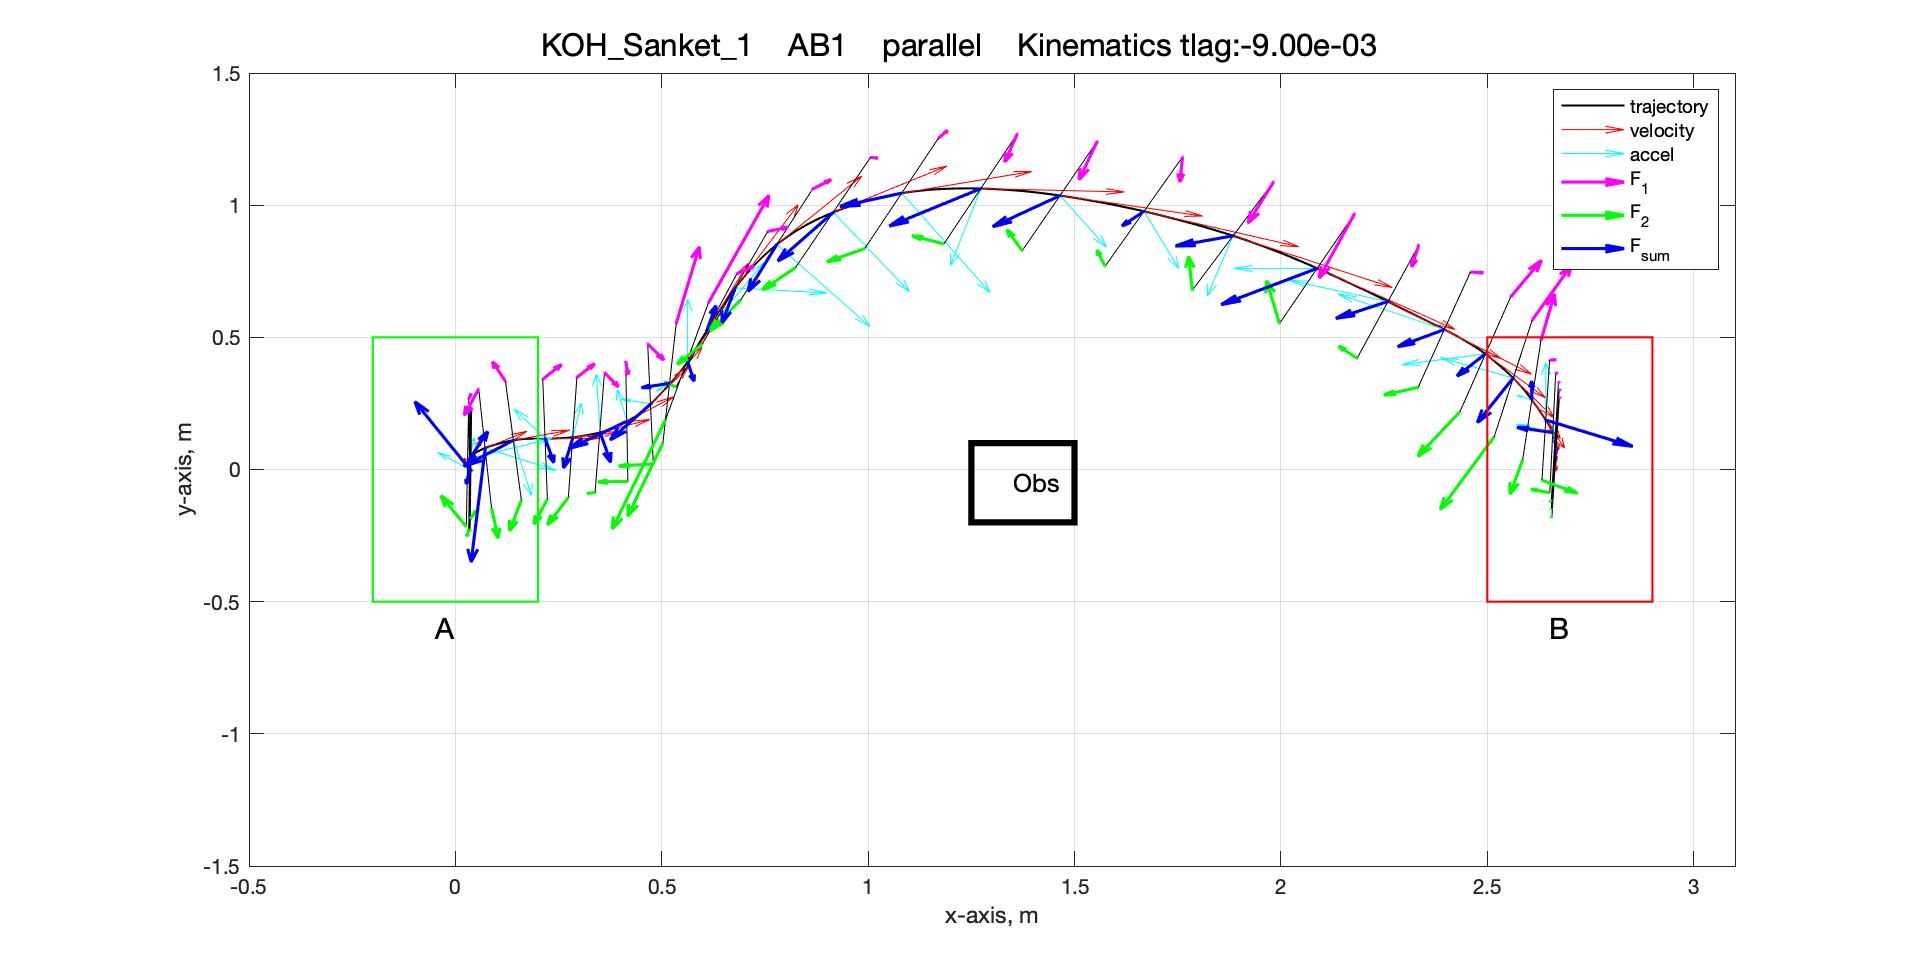 KOH_Sanket_1 AB1 parallel Kinematics tlag:-9.00e-03
1.5
1
0.5
0
-0.5
-1
-1.5
y-axis, m
trajectory
velocity
accel
F1
F2
Fsum
Obs
A
B
-0.5
0
0.5
1
1.5
2
2.5
3
x-axis, m